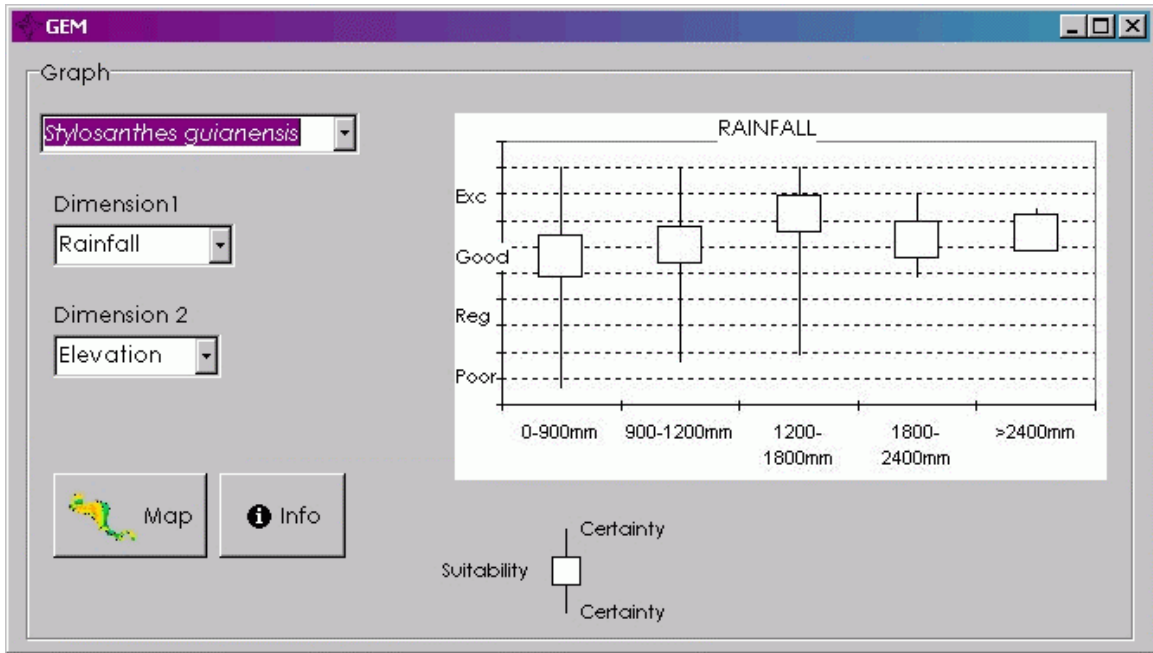 GEM
Graph
Stylosanthes guianensis
Dimension1
Rainfall
Dimension 2
Elevation
Map
Info
RAINFALL
Exc
Good
Reg
Poor
0-900mm
900-1200mm
1200-
1800mm
1800-
2400mm
>2400mm
Certainty
Suitability
Certainty